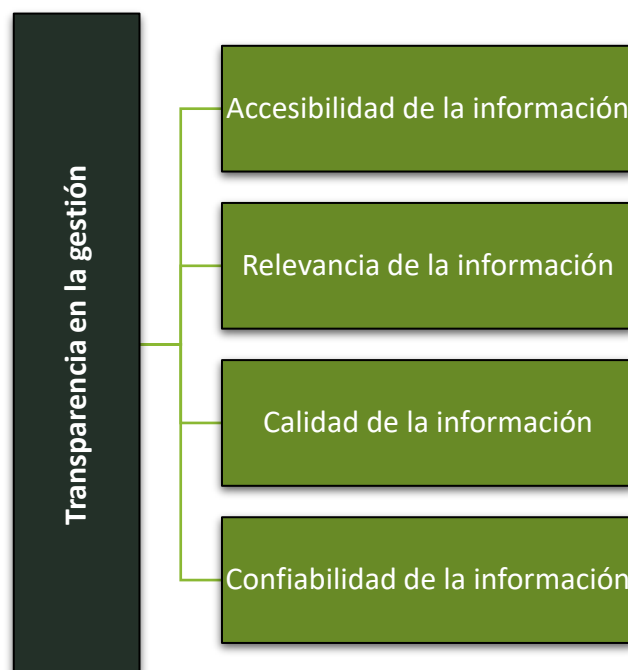 Transparencia en la gestión
Accesibilidad de la información
Relevancia de la información
Calidad de la información
Confiabilidad de la información